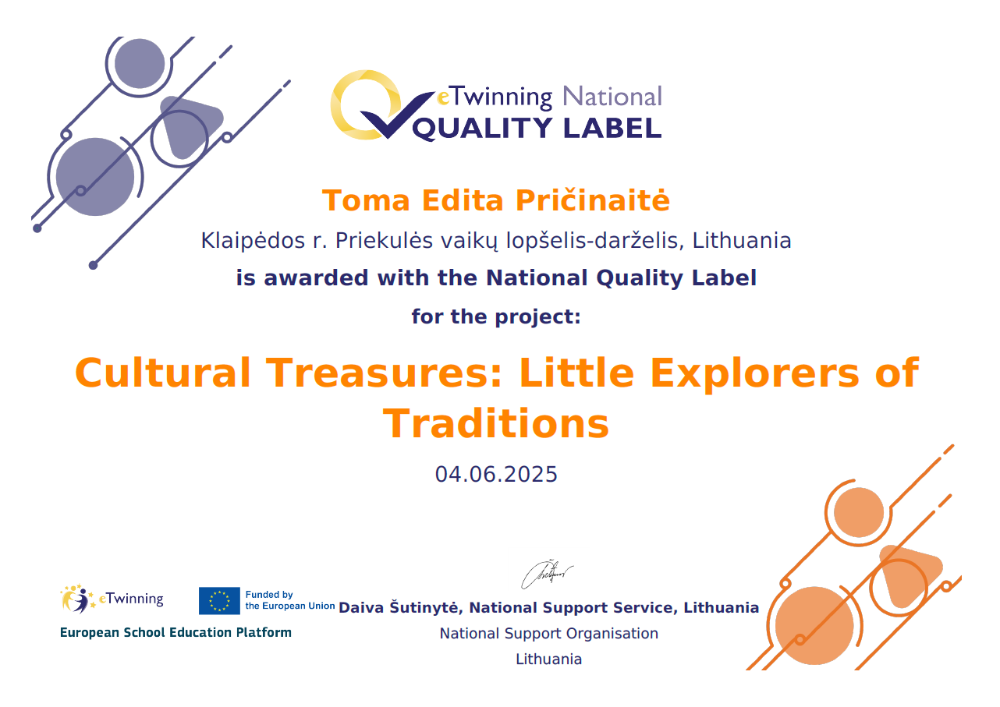 eTwinning National
QUALITY LABEL
Toma Edita Pričinaitė
Klaipėdos r. Priekulės vaikų lopšelis-darželis, Lithuania
is awarded with the National Quality Label
for the project:
Cultural Treasures: Little Explorers of
Traditions
04.06.2025
eTwinning
Funded by
the European Union
European School Education Platform
Daiva Šutinytė, National Support Service, Lithuania
National Support Organisation
Lithuania